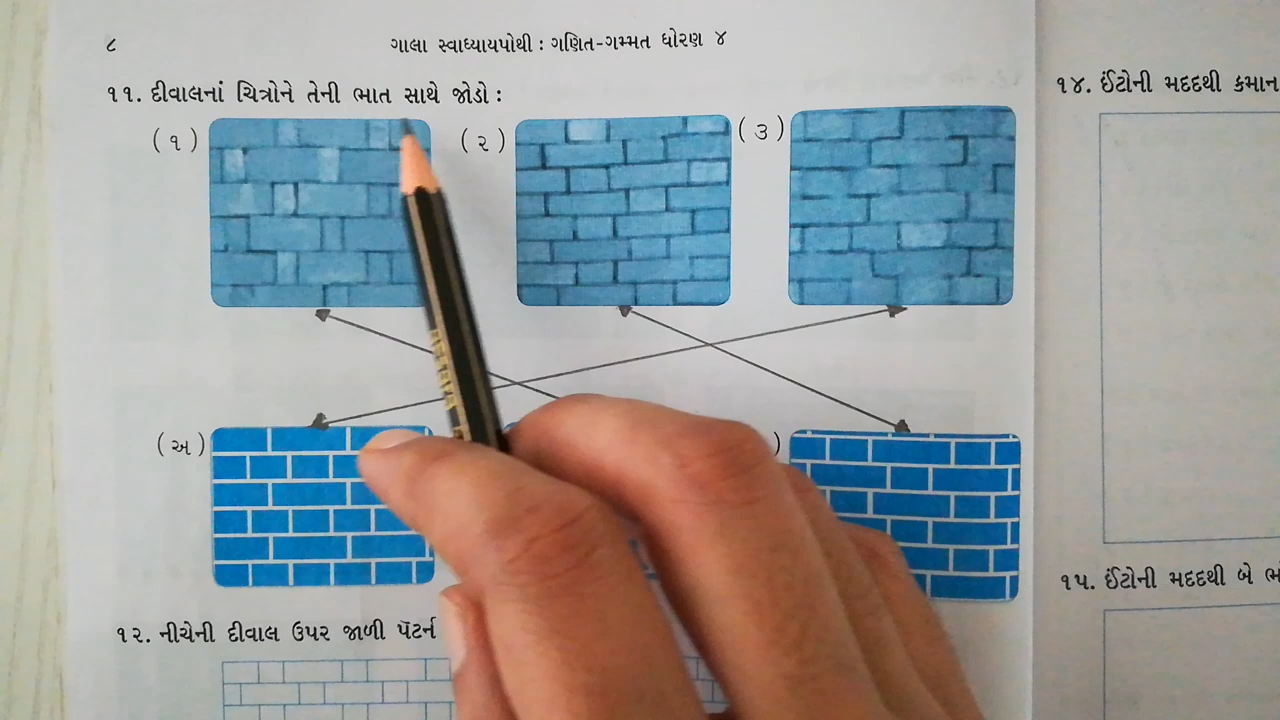 ૮
ગાલા સ્વાધ્યાયપોથી : ગણિત-ગમ્મત ધોરણ ૪
૧૧. દીવાલનાં ચિત્રોને તેની ભાત સાથે જોડો :
(૧) (૨) (૩)
(અ) )
૧૨. નીચેની દીવાલ ઉપર જાળી પૅટર્ન
૧૪. ઈંટોની મદદથી કમાન
૧૫. ઈંટોની મદદથી બે